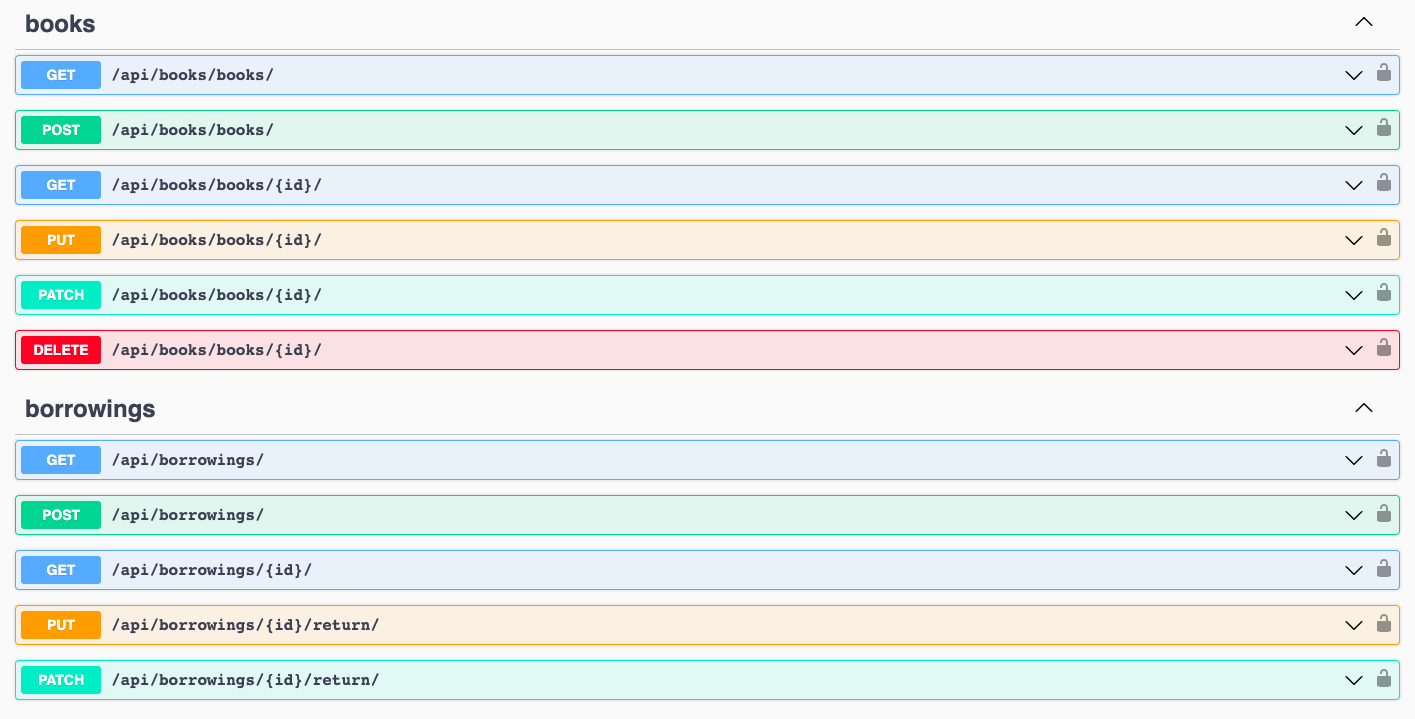 books
GET /api/books/books/
POST /api/books/books/
GET /api/books/books/{id}/
PUT /api/books/books/{id}/
PATCH /api/books/books/{id}/
DELETE /api/books/books/{id}/
borrowings
GET /api/borrowings/
POST /api/borrowings/
GET /api/borrowings/{id}/
PUT /api/borrowings/{id}/return/
PATCH /api/borrowings/{id}/return/